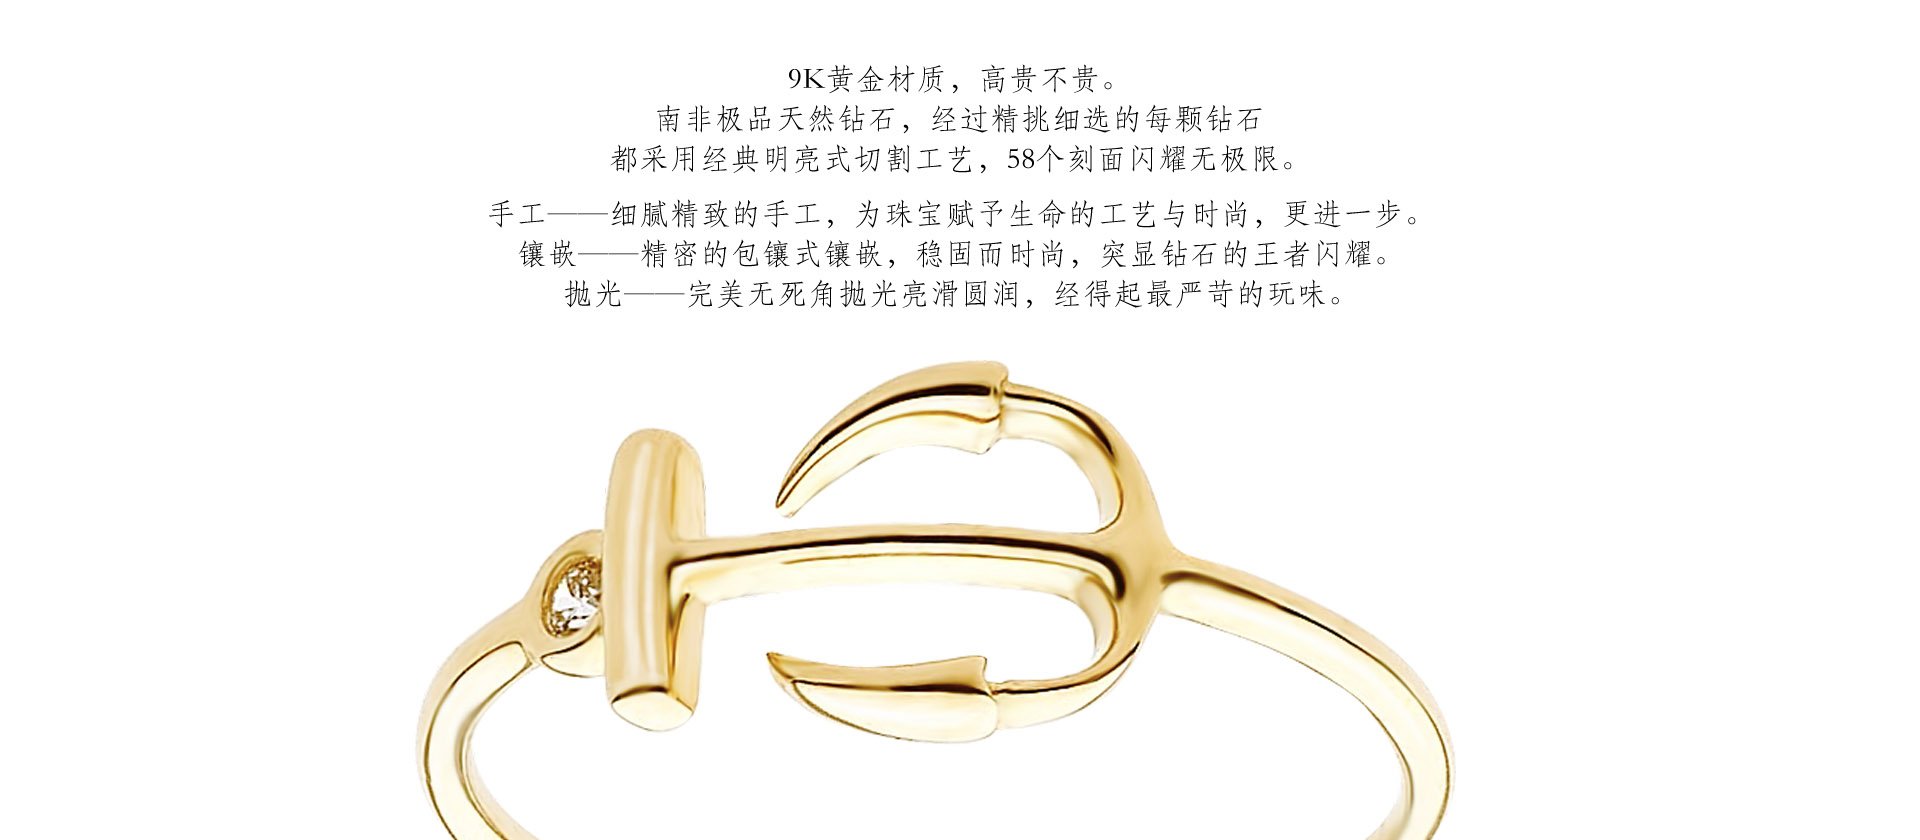 9K黄金材质，高贵不贵。
南非极品天然钻石，经过精挑细选的每颗钻石
都采用经典明亮式切割工艺，58个刻面闪耀无极限。
手工——细腻精致的手工，为珠宝赋予生命的工艺与时尚，更进一步。
镶嵌——精密的包镶式镶嵌，稳固而时尚，突显钻石的王者闪耀。
抛光——完美无死角抛光亮滑圆润，经得起最严苛的玩味。